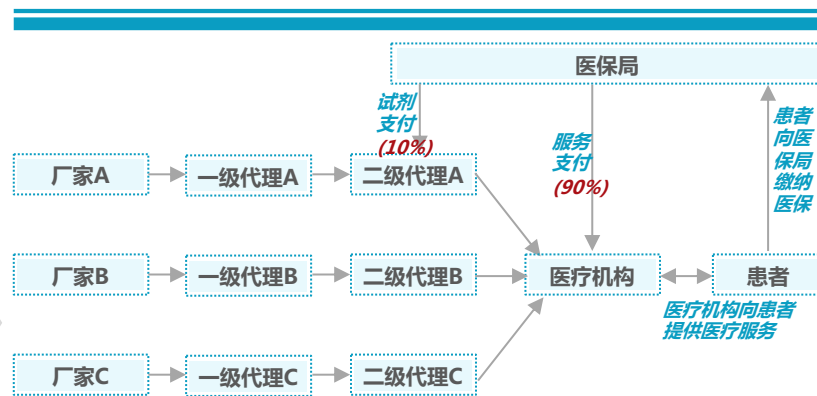 医保局
试剂
支付
(10%)
服务
支付
(90%)
患者
向医
保局
缴纳
医保
厂家A
一级代理A
二级代理A
厂家B
一级代理B
二级代理B
医疗机构
患者
医疗机构向患者
提供医疗服务
厂家C
一级代理C
二级代理C